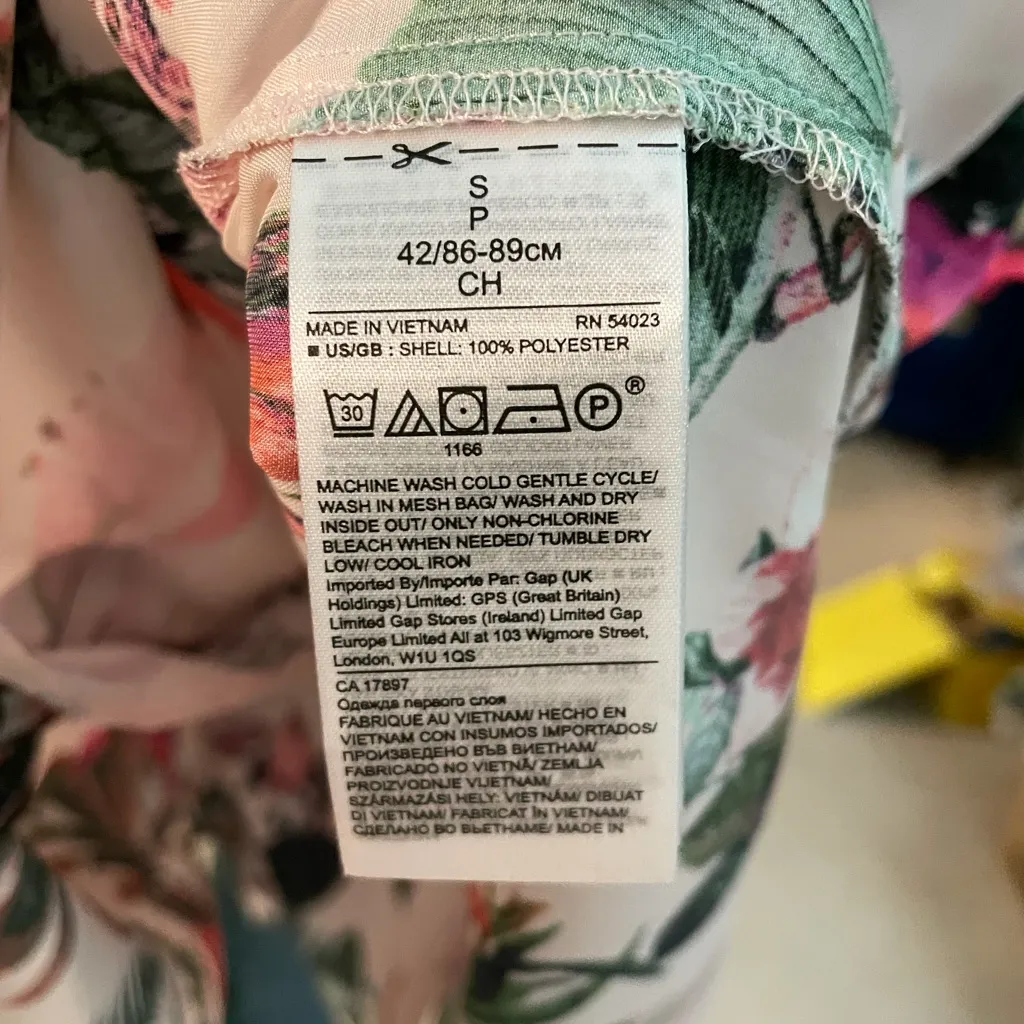 S
P
42/86-89см
CH
MADE IN VIETNAM RN 54023
■ US/GB : SHELL: 100% POLYESTER
30 P ®
1166
MACHINE WASH COLD GENTLE CYCLE/
WASH IN MESH BAG/ WASH AND DRY
INSIDE OUT/ ONLY NON-CHLORINE
BLEACH WHEN NEEDED/ TUMBLE DRY
LOW/ COOL IRON
Imported By/Importe Par: Gap (UK
Holdings) Limited: GPS (Great Britain)
Limited Gap Stores (Ireland) Limited Gap
Europe Limited All at 103 Wigmore Street,
London, W1U 1QS
CA 17897
Одежда первого слоя
FABRIQUE AU VIETNAM/ HECHO EN
VIETNAM CON INSUMOS IMPORTADOS/
ПРОИЗВЕДЕНО ВЪВ ВИЕТНАМ/
FABRICADO NO VIETNÃ/ ZEMLJA
PROIZVODNJE VIJETNAM/
SZÁRMAZÁSI HELY: VIETNÁM/ DIBUAT
DI VIETNAM/ FABRICAT ÎN VIETNAM/
СДЕЛАНО ВО ВЬЕТНАМЕ/ MADE IN